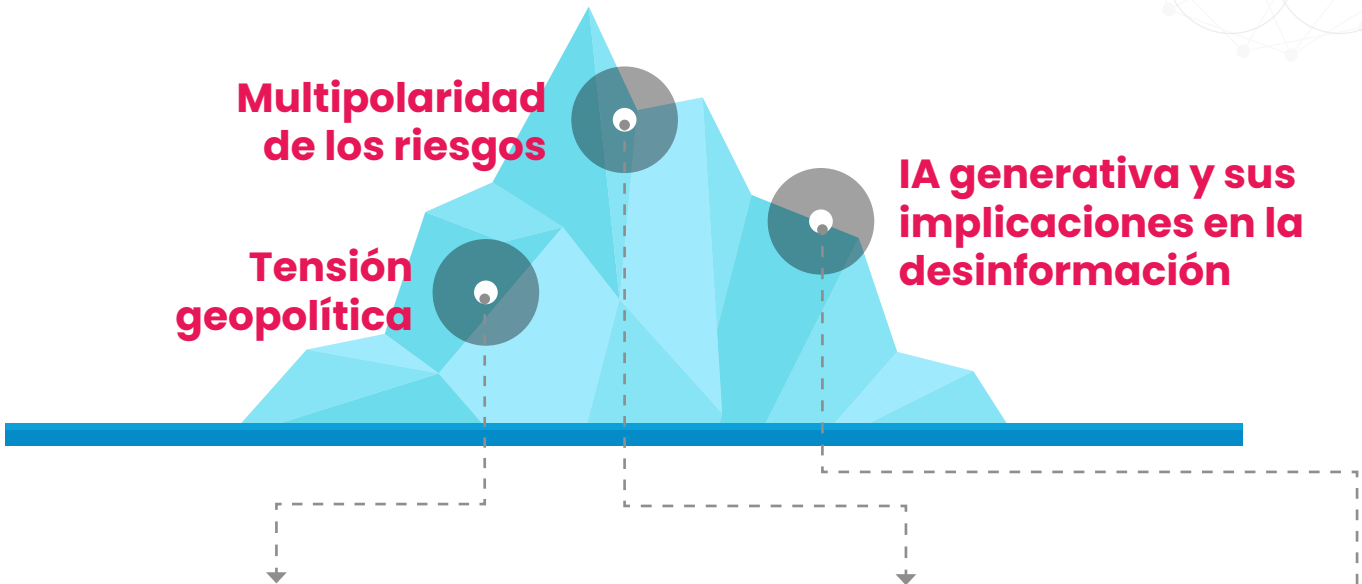 Multipolaridad
de los riesgos
IA generativa y sus
implicaciones en la
desinformación
Tensión
geopolítica